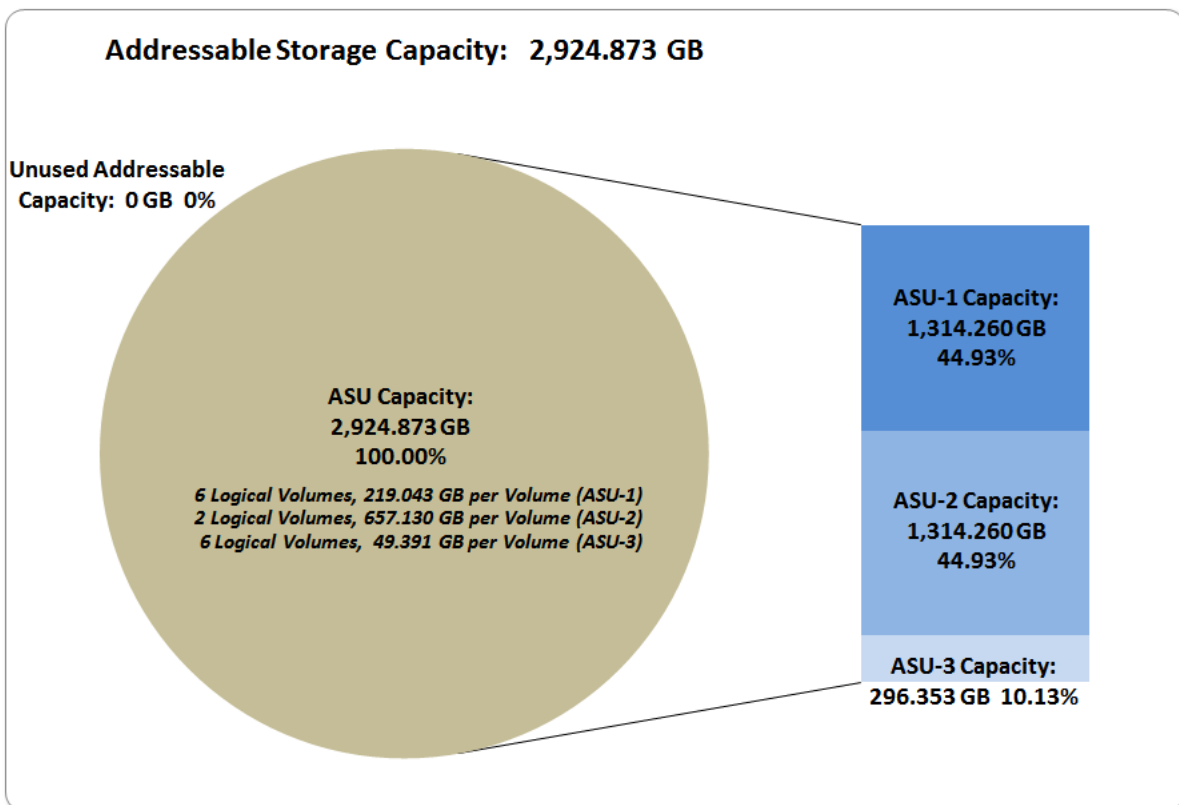 Addressable Storage Capacity: 2,924.873 GB
Unused Addressable
Capacity: 0 GB 0%
ASU Capacity:
2,924.873 GB
100.00%
6 Logical Volumes, 219.043 GB per Volume (ASU-1)
2 Logical Volumes, 657.130 GB per Volume (ASU-2)
6 Logical Volumes, 49.391 GB per Volume (ASU-3)
ASU-1 Capacity:
1,314.260 GB
44.93%
ASU-2 Capacity:
1,314.260 GB
44.93%
ASU-3 Capacity:
296.353 GB 10.13%